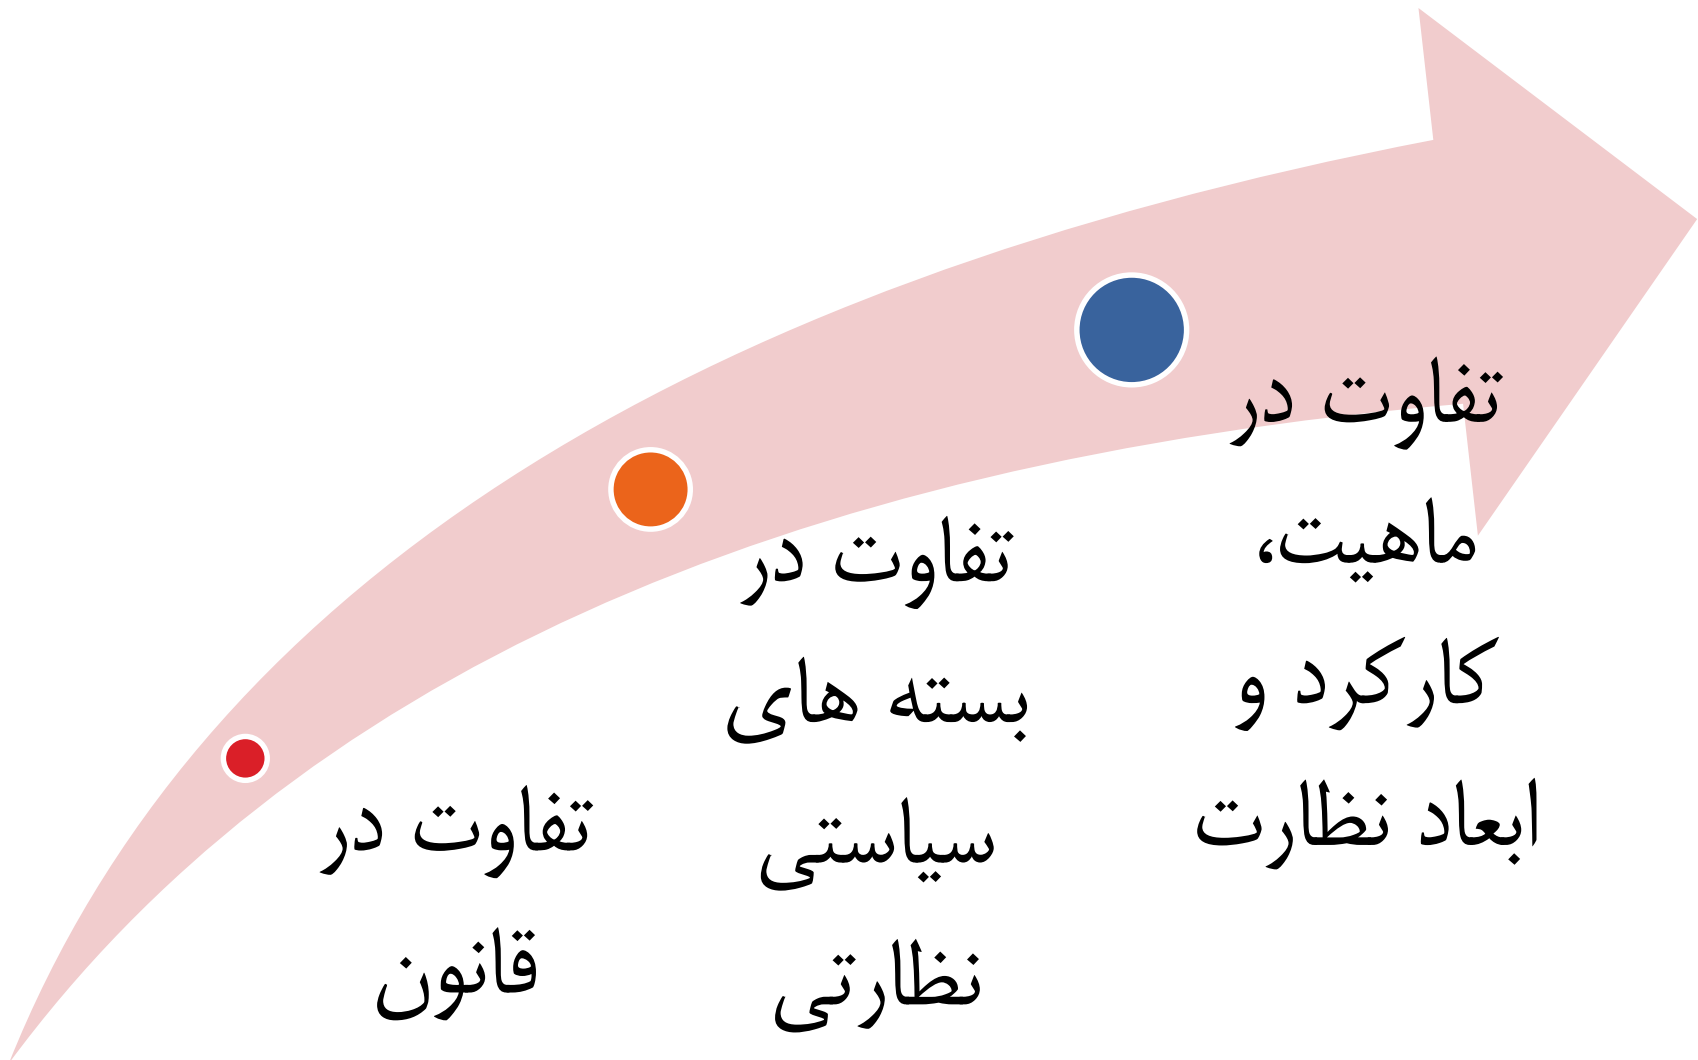 تفاوت در
قانون
تفاوت در
بسته های
سیاستی
نظارتی
تفاوت در
ماهیت،
کارکرد و
ابعاد نظارت